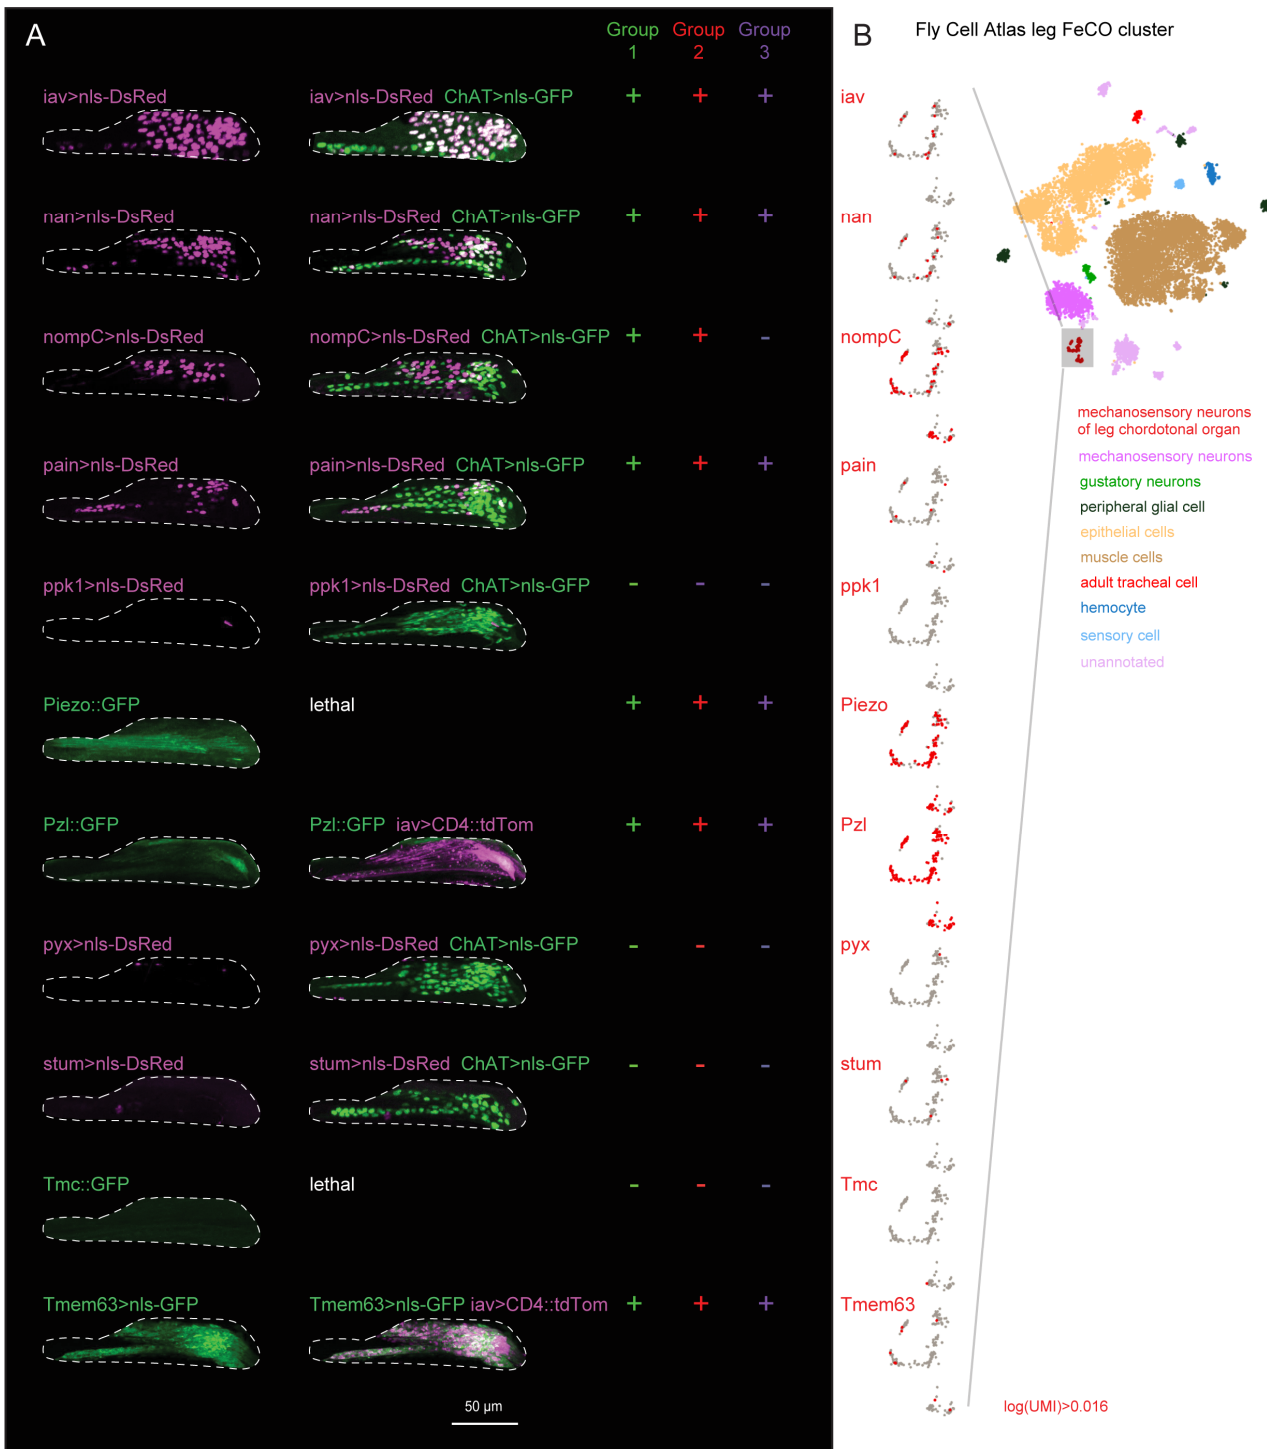 A
Group 1
Group 2
Group 3
iav>nls-DsRed
iav>nls-DsRed ChAT>nls-GFP
+ + +
nan>nls-DsRed
nan>nls-DsRed ChAT>nls-GFP
+ + +
nompC>nls-DsRed
nompC>nls-DsRed ChAT>nls-GFP
+ + -
pain>nls-DsRed
pain>nls-DsRed ChAT>nls-GFP
+ + +
ppk1>nls-DsRed
ppk1>nls-DsRed ChAT>nls-GFP
- - -
Piezo::GFP
lethal
+ + +
Pzl::GFP
Pzl::GFP iav>CD4::tdTom
+ + +
pyx>nls-DsRed
pyx>nls-DsRed ChAT>nls-GFP
- - -
stum>nls-DsRed
stum>nls-DsRed ChAT>nls-GFP
- - -
Tmc::GFP
lethal
- - -
Tmem63>nls-GFP
Tmem63>nls-GFP iav>CD4::tdTom
+ + +
50 μm
B
Fly Cell Atlas leg FeCO cluster
iav
nan
nompC
pain
ppk1
Piezo
Pzl
pyx
stum
Tmc
Tmem63
mechanosensory neurons
of leg chordotonal organ
mechanosensory neurons
gustatory neurons
peripheral glial cell
epithelial cells
muscle cells
adult tracheal cell
hemocyte
sensory cell
unannotated
log(UMI)>0.016